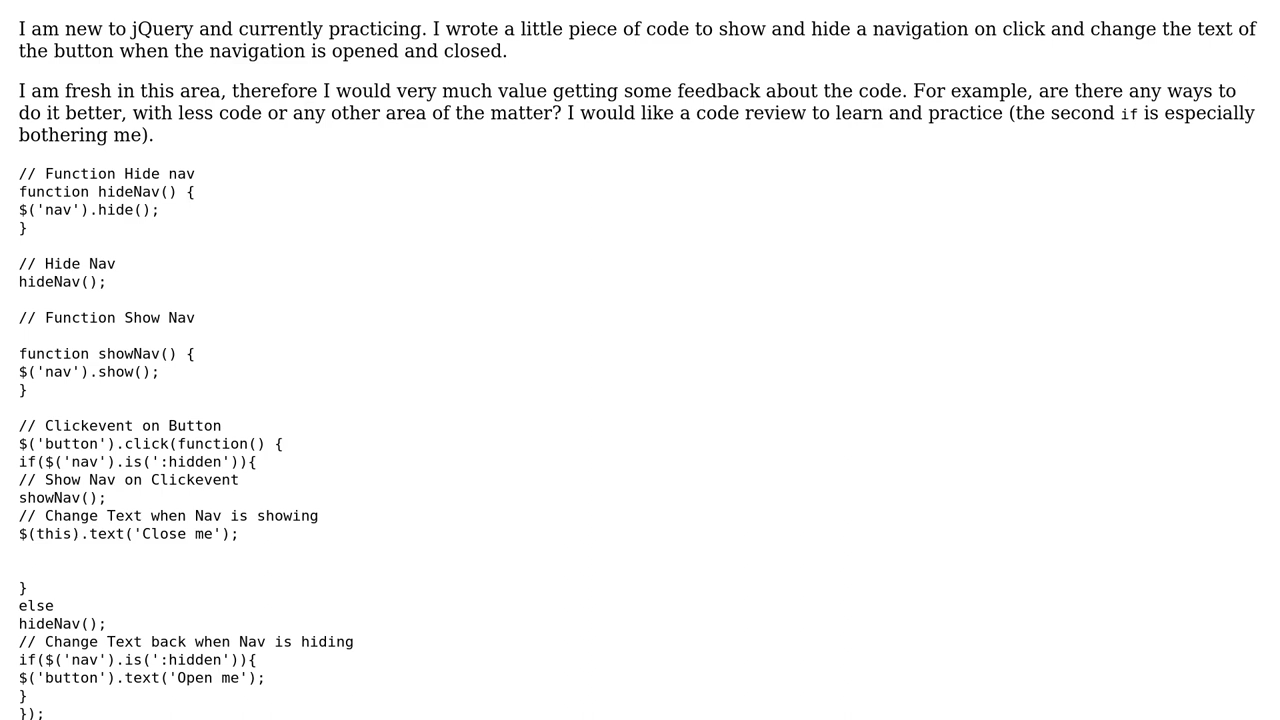 I am new to jQuery and currently practicing. I wrote a little piece of code to show and hide a navigation on click and change the text of
the button when the navigation is opened and closed.
I am fresh in this area, therefore I would very much value getting some feedback about the code. For example, are there any ways to
do it better, with less code or any other area of the matter? I would like a code review to learn and practice (the second if is especially
bothering me).
// Function Hide nav
function hideNav() {
$('nav').hide();
}
// Hide Nav
hideNav();
// Function Show Nav
function showNav() {
$('nav').show();
}
// Clickevent on Button
$('button').click(function() {
if($('nav').is(':hidden')){
// Show Nav on Clickevent
showNav();
// Change Text when Nav is showing
$(this).text('Close me');
}
else
hideNav();
// Change Text back when Nav is hiding
if($('nav').is(':hidden')){
$('button').text('Open me');
}
});